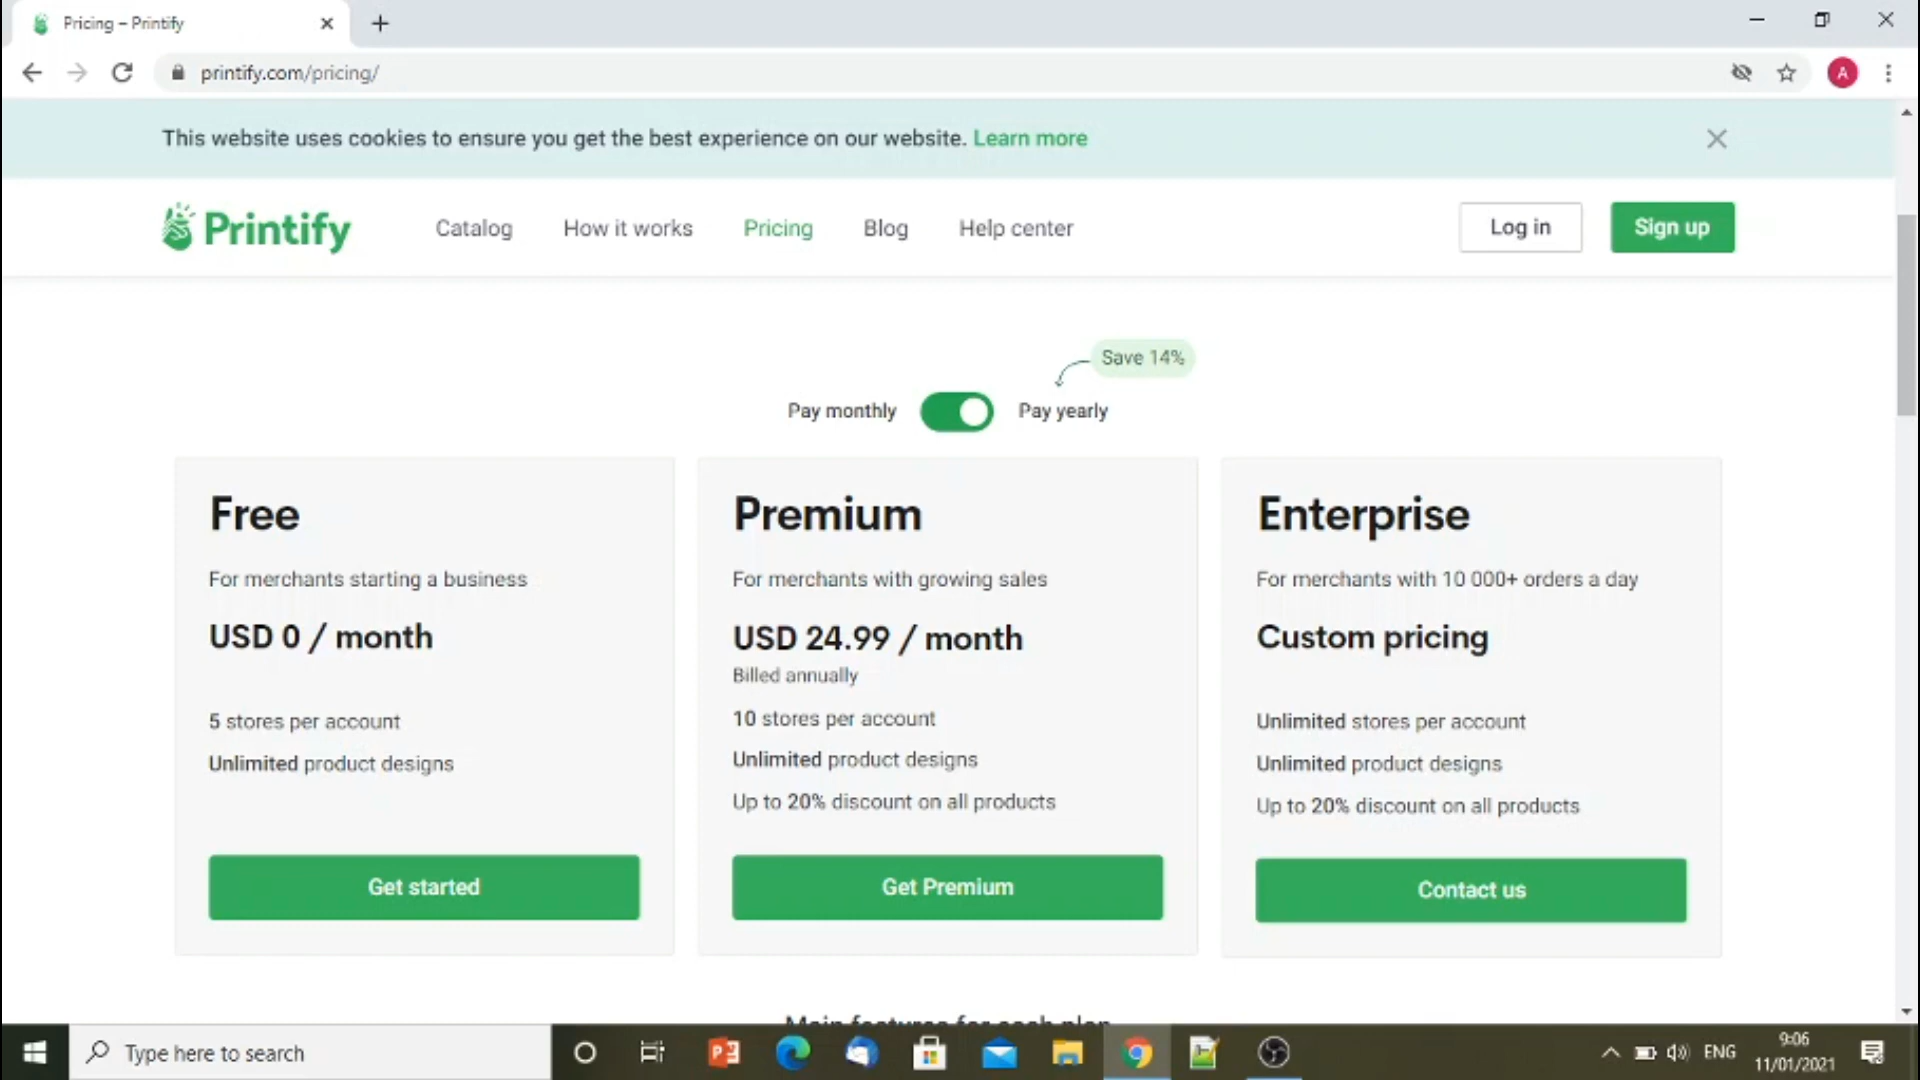 Pricing – Printify
printify.com/pricing/
A
This website uses cookies to ensure you get the best experience on our website. Learn more
Printify
Catalog
How it works
Pricing
Blog
Help center
Log in
Sign up
Save 14%
Pay monthly
Pay yearly
Free
For merchants starting a business
USD 0 / month
5 stores per account
Unlimited product designs
Get started
Premium
For merchants with growing sales
USD 24.99 / month
Billed annually
10 stores per account
Unlimited product designs
Up to 20% discount on all products
Get Premium
Enterprise
For merchants with 10 000+ orders a day
Custom pricing
Unlimited stores per account
Unlimited product designs
Up to 20% discount on all products
Contact us
Main features for each plan
Type here to search
ENG
9:06
11/01/2021